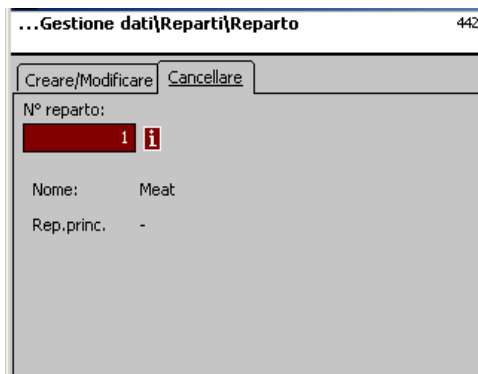 ...Gestione dati\Reparti\Reparto 442
Creare/Modificare Cancellare
N° reparto:
1 i
Nome: Meat
Rep.princ. -